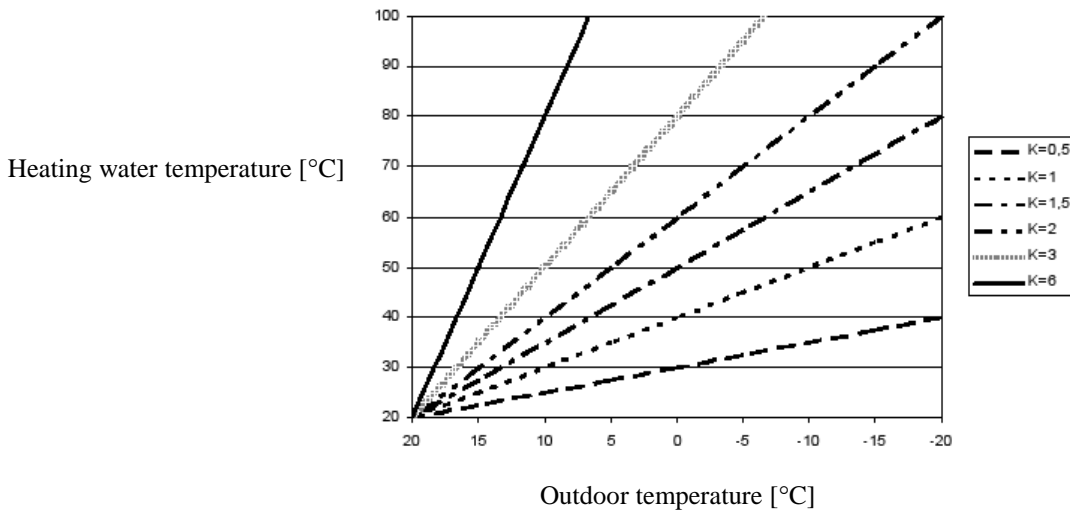 100
90
80
Heating water temperature [°C]
70
60
50
40
30
20
20 15 10 5 0 -5 -10 -15 -20
Outdoor temperature [°C]
K=0,5
K=1
K=1,5
K=2
K=3
K=6